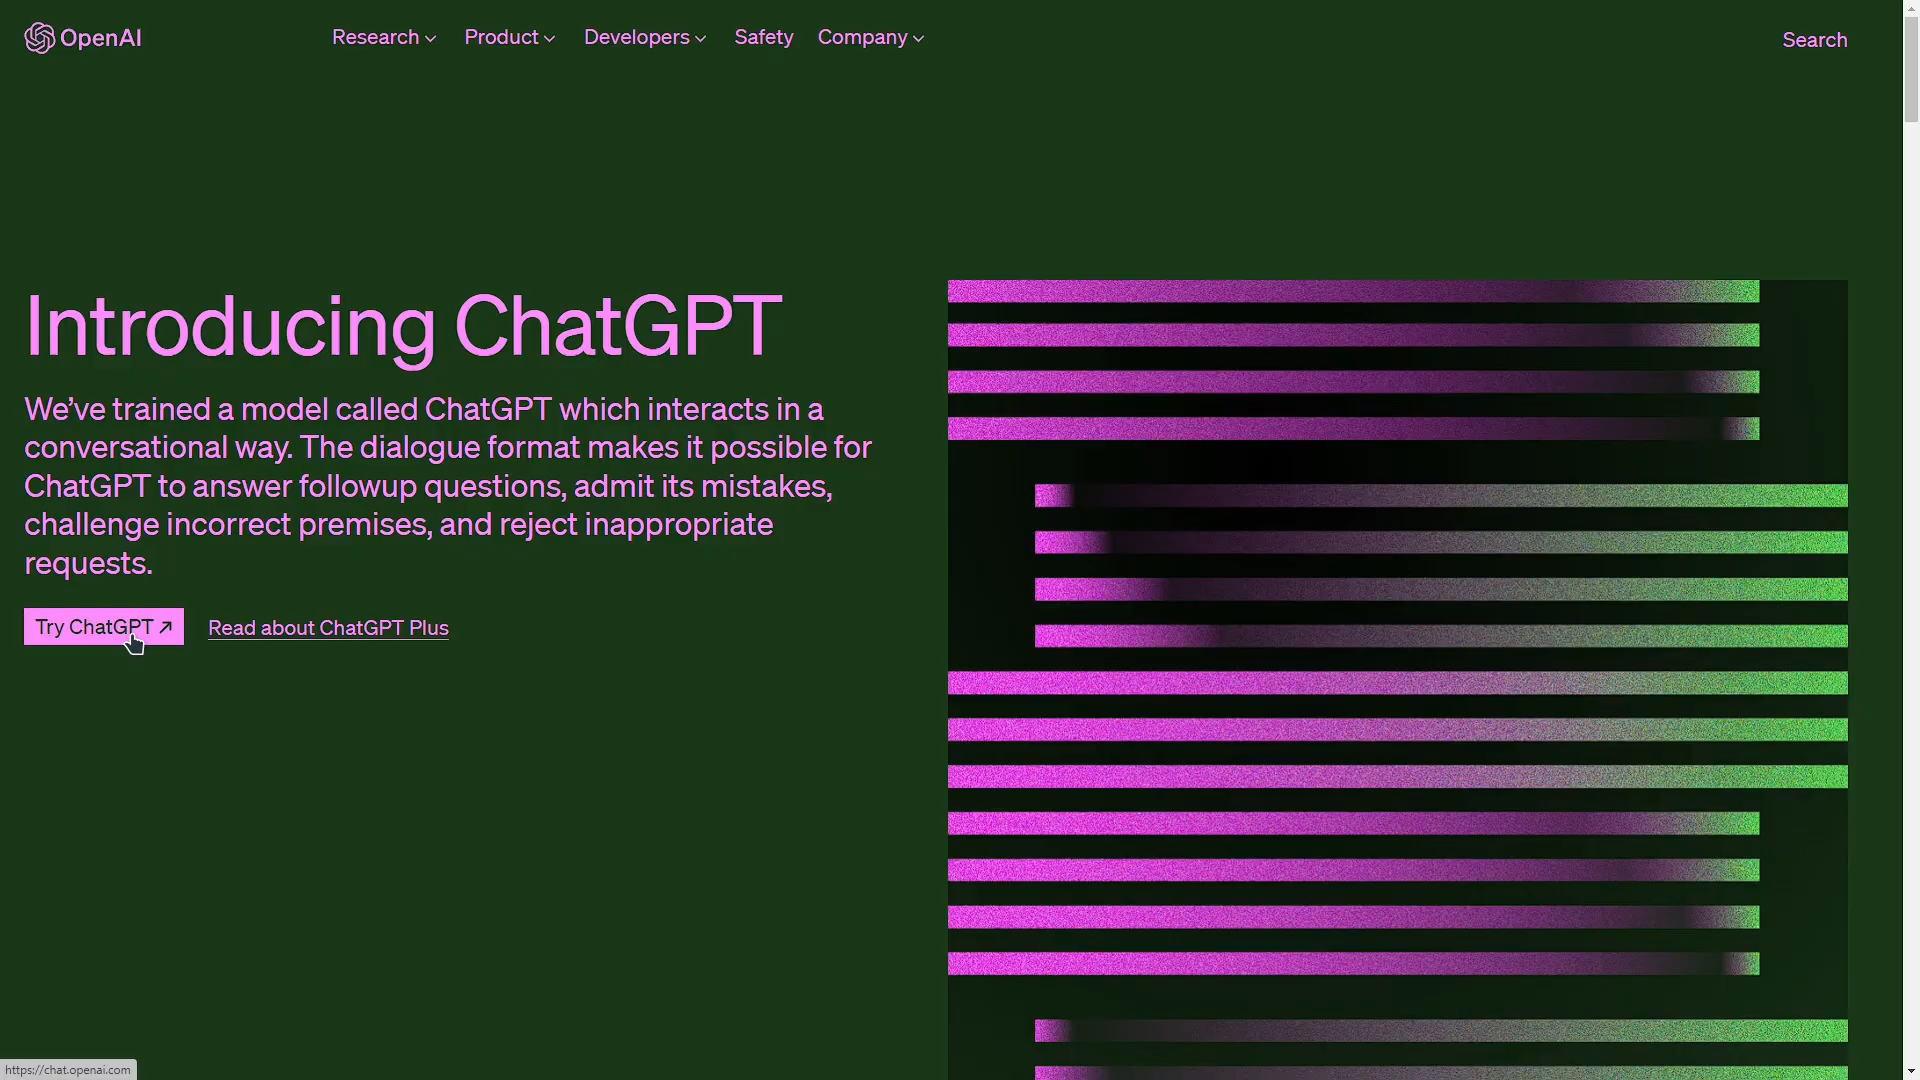 OpenAI
Research
Product
Developers
Safety
Company
Search
Introducing ChatGPT
We’ve trained a model called ChatGPT which interacts in a
conversational way. The dialogue format makes it possible for
ChatGPT to answer followup questions, admit its mistakes,
challenge incorrect premises, and reject inappropriate
requests.
Try ChatGPT ↗
Read about ChatGPT Plus
https://chat.openai.com